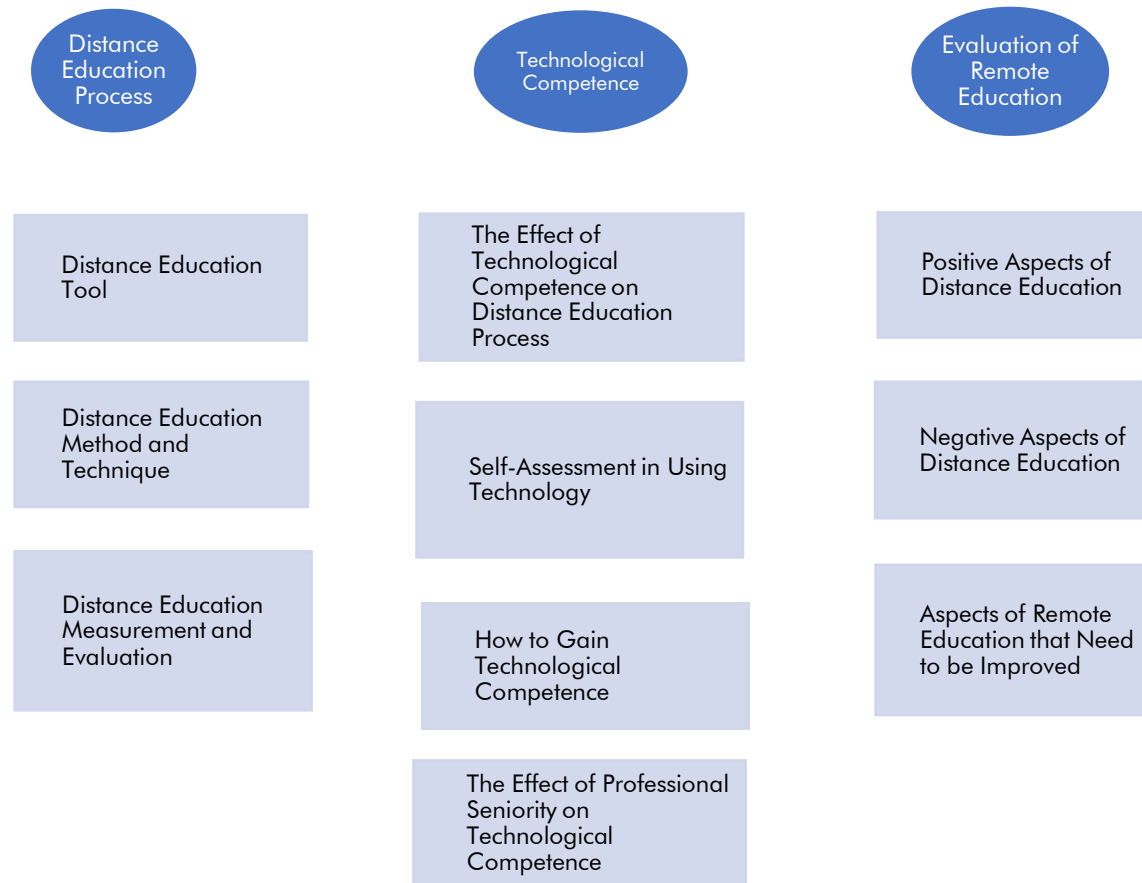 Distance
Education
Process
Distance Education
Tool
Distance Education
Method and
Technique
Distance Education
Measurement and
Evaluation
Technological
Competence
The Effect of
Technological
Competence on
Distance Education
Process
Self-Assessment in Using
Technology
How to Gain
Technological
Competence
The Effect of Professional
Seniority on
Technological
Competence
Evaluation of
Remote
Education
Positive Aspects of
Distance Education
Negative Aspects of
Distance Education
Aspects of Remote
Education that Need
to be Improved